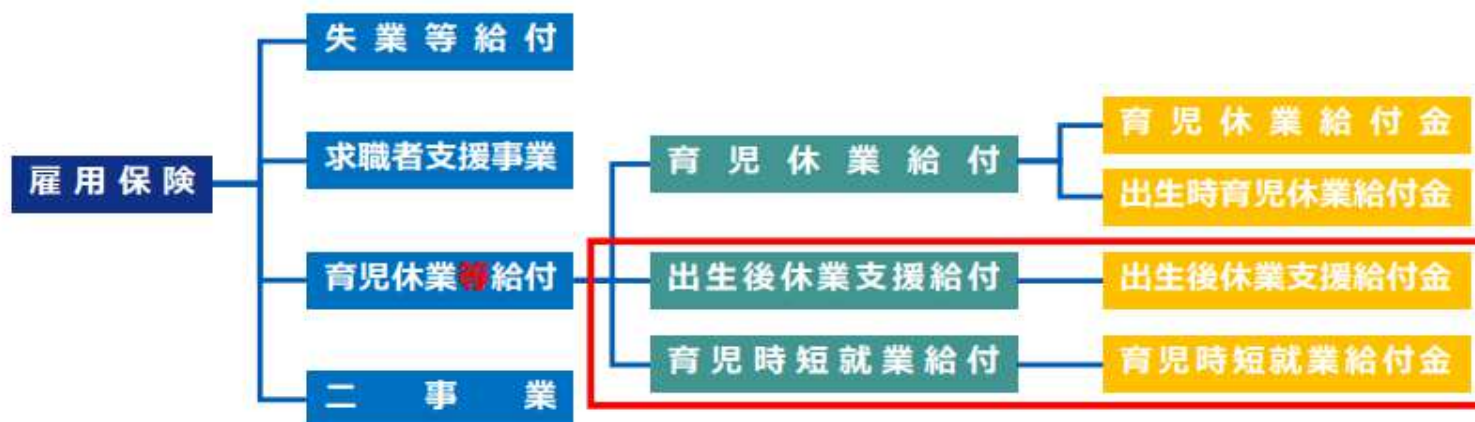 雇用保険
失業等給付
求職者支援事業
育児休業等給付
二事業
育児休業給付
出生後休業支援給付
育児時短就業給付
育児休業給付金
出生時育児休業給付金
出生後休業支援給付金
育児時短就業給付金